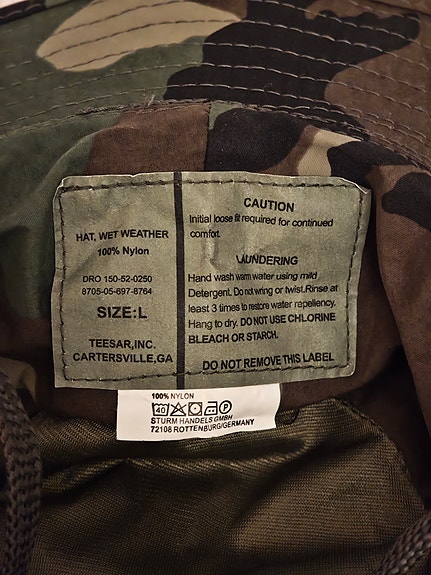 HAT, WET WEATHER
100% Nylon
DRO 150-52-0250
8705-05-697-8764
SIZE:L
TEESAR,INC.
CARTERSVILLE,GA
CAUTION
Initial loose fit required for continued
comfort.
LAUNDERING
Hand wash warm water using mild
Detergent. Do not wring or twist.Rinse at
least 3 times to restore water repellency.
Hang to dry. DO NOT USE CHLORINE
BLEACH OR STARCH.
DO NOT REMOVE THIS LABEL
100% NYLON
40 P
STURM HANDELS GMBH
72108 ROTTENBURG/GERMANY